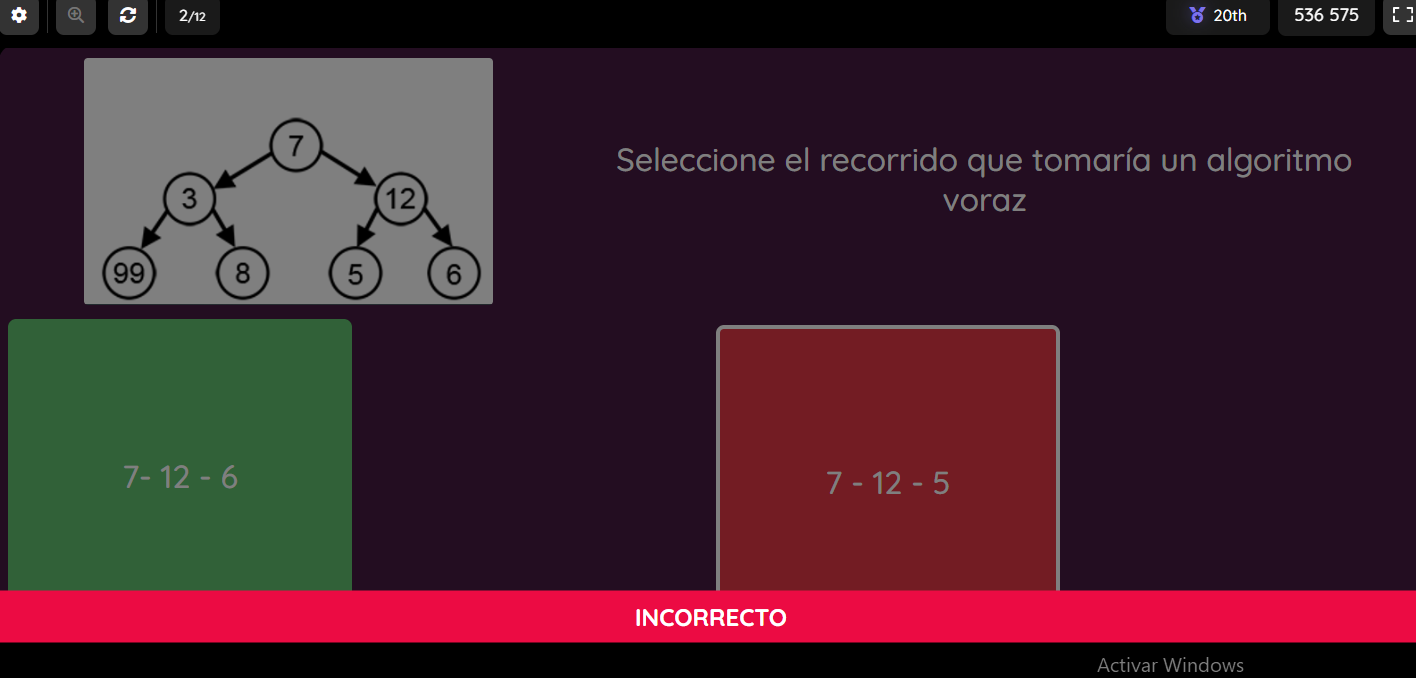 2/12
20th
536 575
7
3
12
99
8
5
6
Seleccione el recorrido que tomaría un algoritmo
voraz
7- 12 - 6
7 - 12 - 5
INCORRECTO
Activar Windows